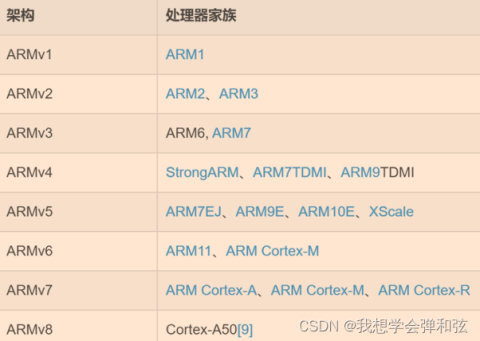 架构 处理器家族
ARMv1 ARM1
ARMv2 ARM2、ARM3
ARMv3 ARM6, ARM7
ARMv4 StrongARM、ARM7TDMI、ARM9TDMI
ARMv5 ARM7EJ、ARM9E、ARM10E、XScale
ARMv6 ARM11、ARM Cortex-M
ARMv7 ARM Cortex-A、ARM Cortex-M、ARM Cortex-R
ARMv8 Cortex-A50[9]
CSDN @我想学会弹和弦